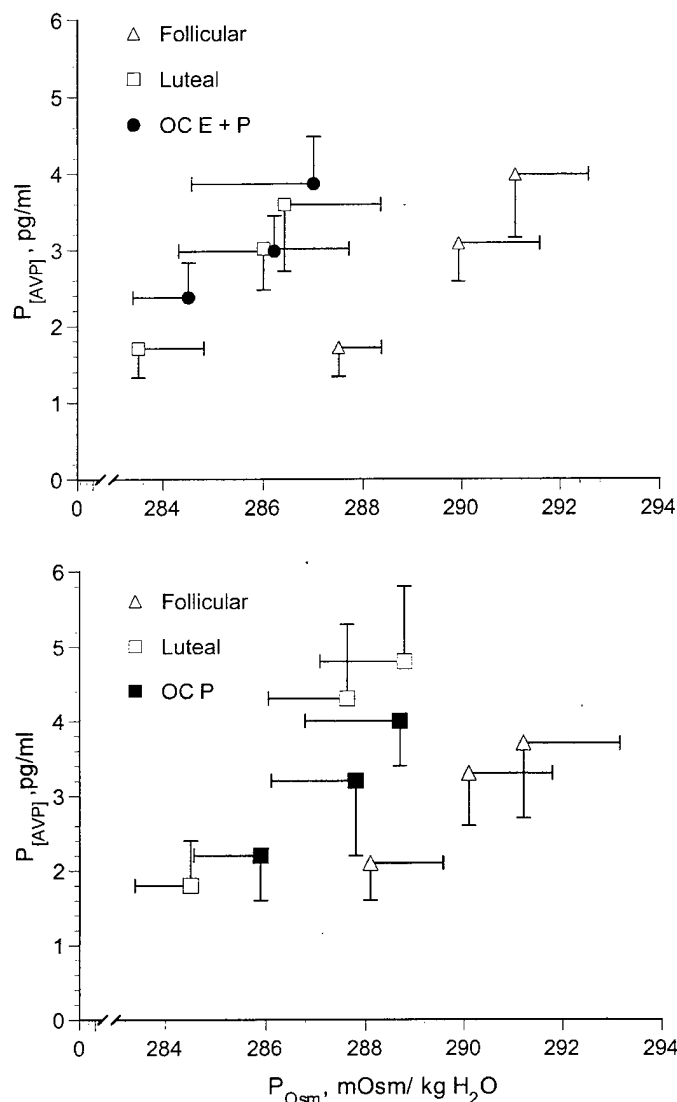 6
5
4
3
2
1
0
P[AVP], pg/ml
Follicular
Luteal
OC E + P
0 284 286 288 290 292 294
6
5
4
3
2
1
0
P[AVP],pg/ml
Follicular
Luteal
OC P
0 284 286 288 290 292 294
POsm, mOsm/ kg H2O